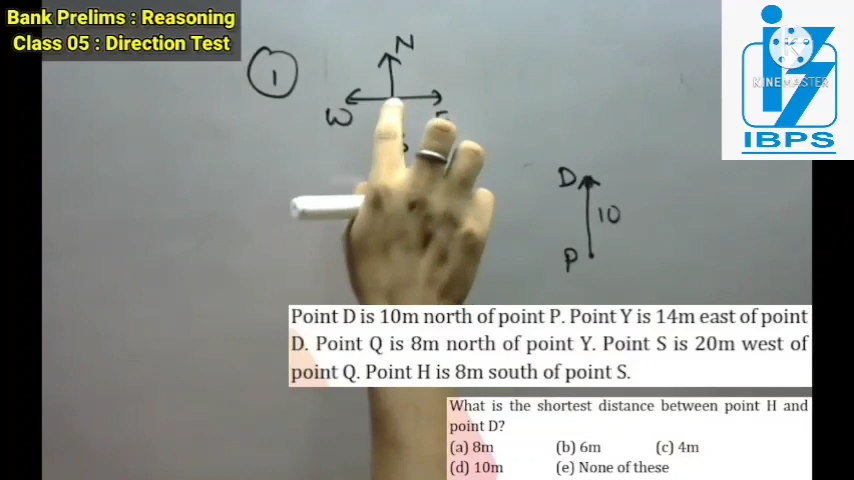 Bank Prelims : Reasoning
Class 05 : Direction Test
1
N
W
D
10
P
KINEMASTER
IBPS
Point D is 10m north of point P. Point Y is 14m east of point
D. Point Q is 8m north of point Y. Point S is 20m west of
point Q. Point H is 8m south of point S.
What is the shortest distance between point H and
point D?
(a) 8m (b) 6m (c) 4m
(d) 10m (e) None of these